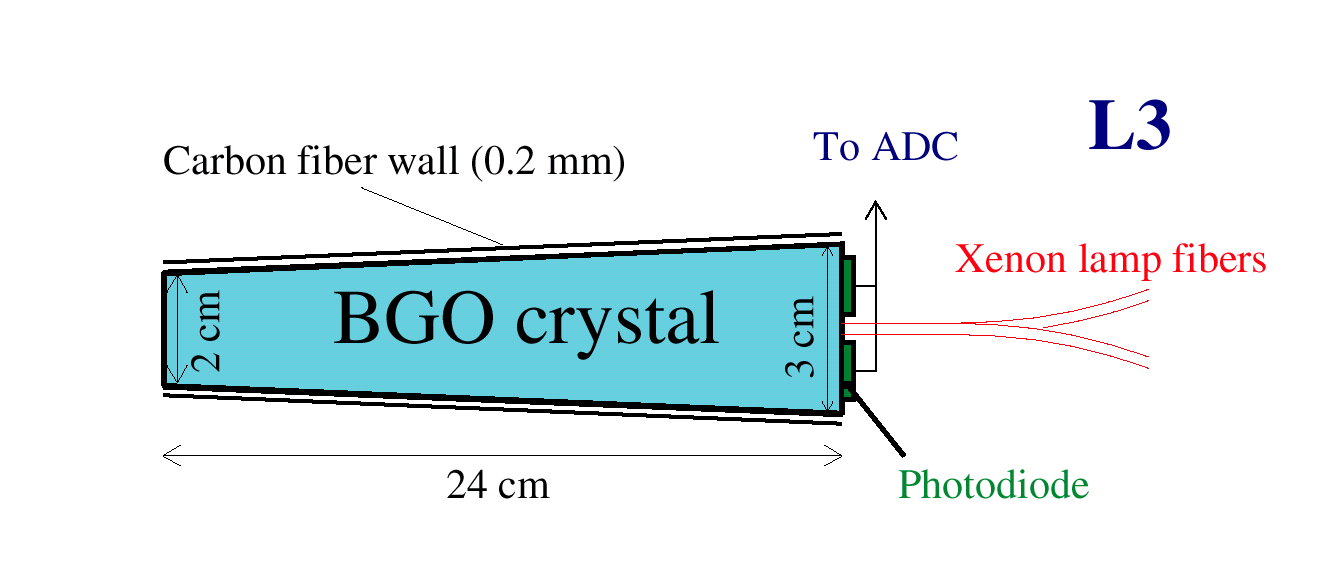 L3
To ADC
Carbon fiber wall (0.2 mm)
Xenon lamp fibers
BGO crystal
2 cm
3 cm
24 cm
Photodiode